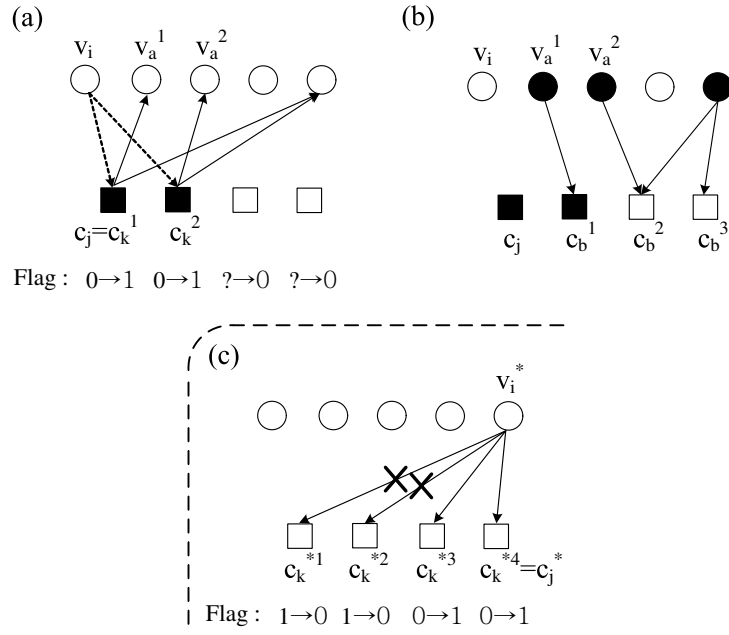 (a)
v_i v_a^1 v_a^2
c_j=c_k^1 c_k^2
Flag : 0→1 0→1 ?→0 ?→0
(b)
v_i v_a^1 v_a^2
c_j c_b^1 c_b^2 c_b^3
(c)
v_i^*
c_k^{*1} c_k^{*2} c_k^{*3} c_k^{*4}=c_j^*
Flag : 1→0 1→0 0→1 0→1